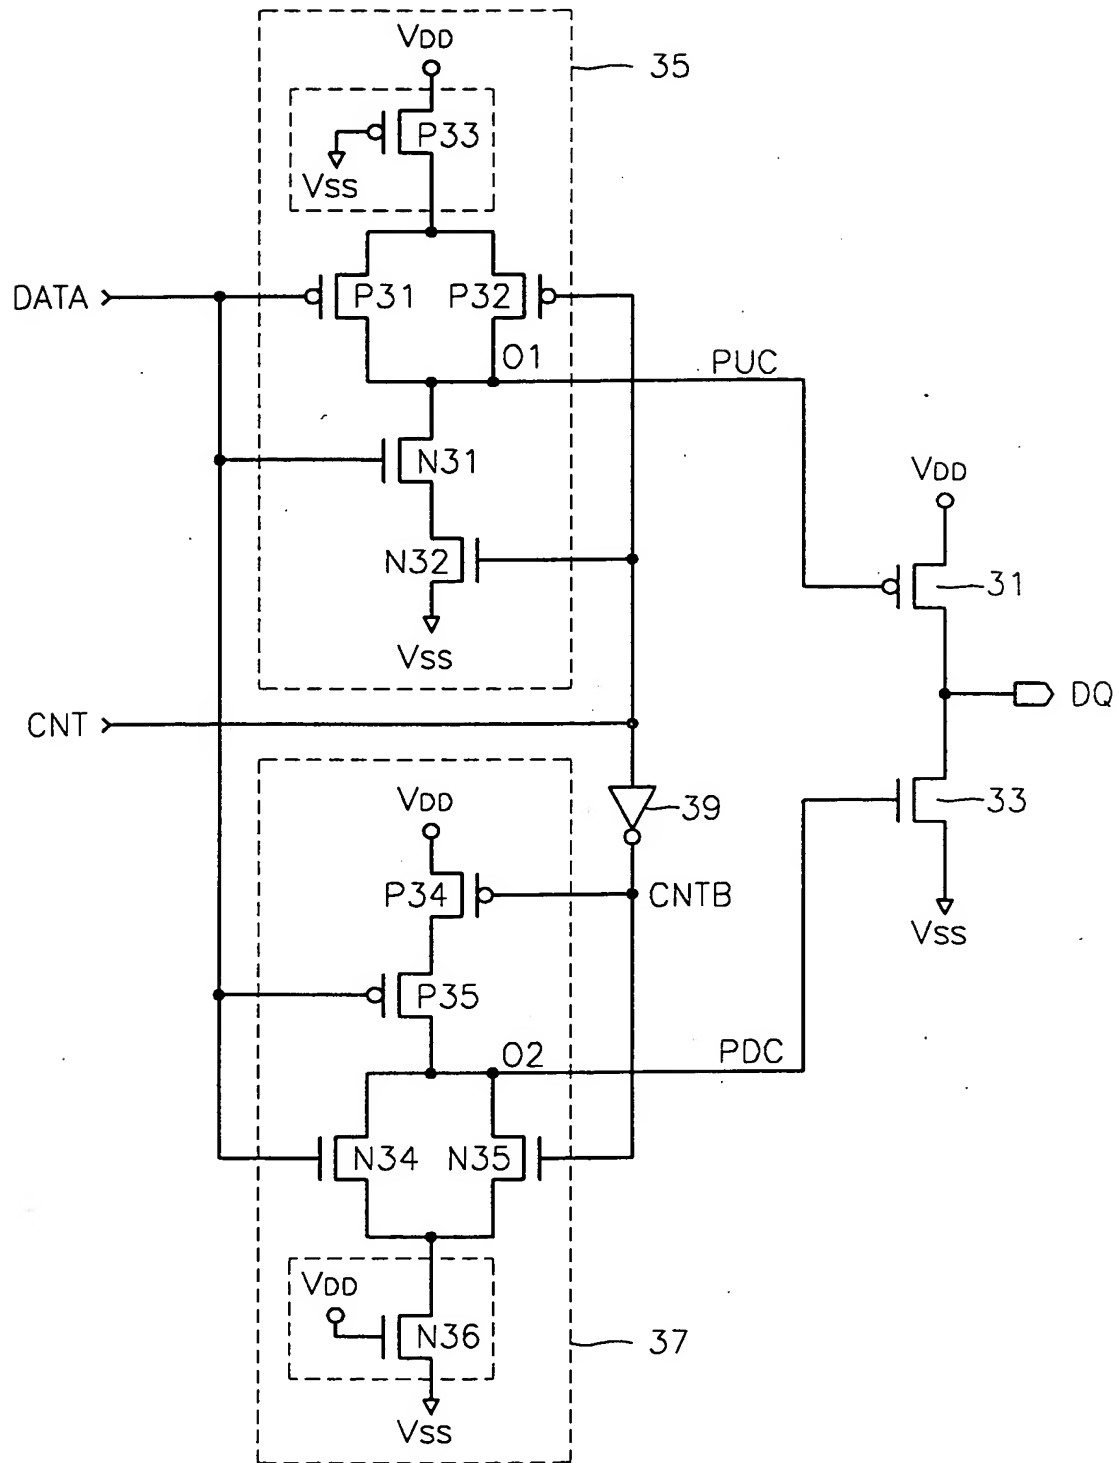 VDD
35
P33
VSS
DATA
P31
P32
O1
PUC
N31
VDD
N32
31
VSS
CNT
DQ
VDD
39
33
P34
CNTB
VSS
P35
O2
PDC
N34
N35
VDD
N36
37
VSS